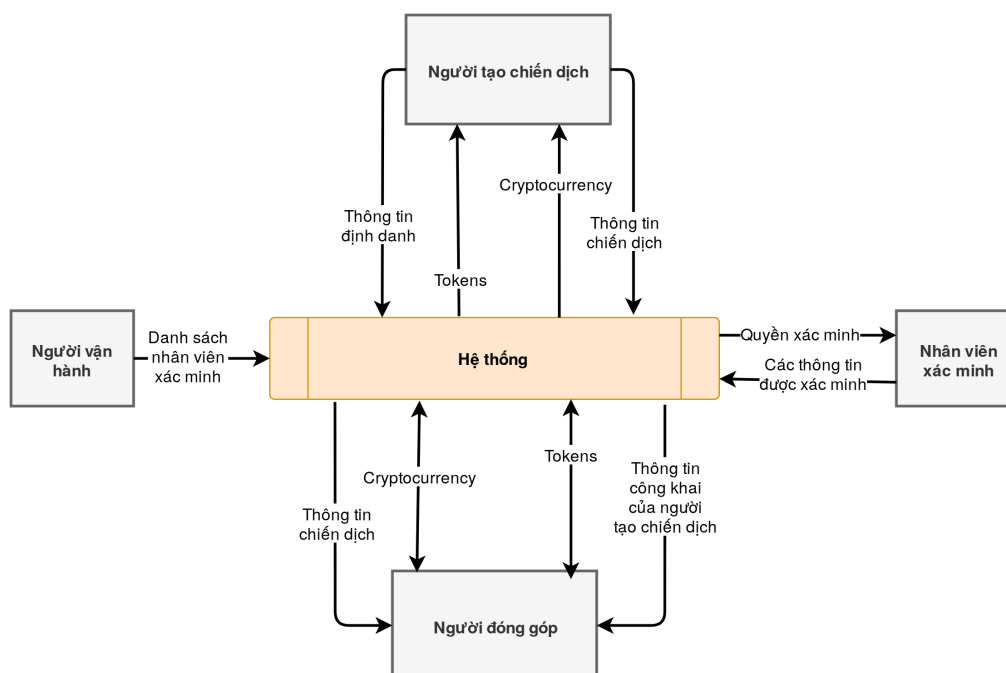 Người tạo chiến dịch
Cryptocurrency
Thông tin
định danh
Thông tin
chiến dịch
Tokens
Người vận
hành
Danh sách
nhân viên
xác minh
Hệ thống
Quyền xác minh
Các thông tin
được xác minh
Nhân viên
xác minh
Thông tin
chiến dịch
Cryptocurrency
Tokens
Thông tin
công khai
của người
tạo chiến dịch
Người đóng góp